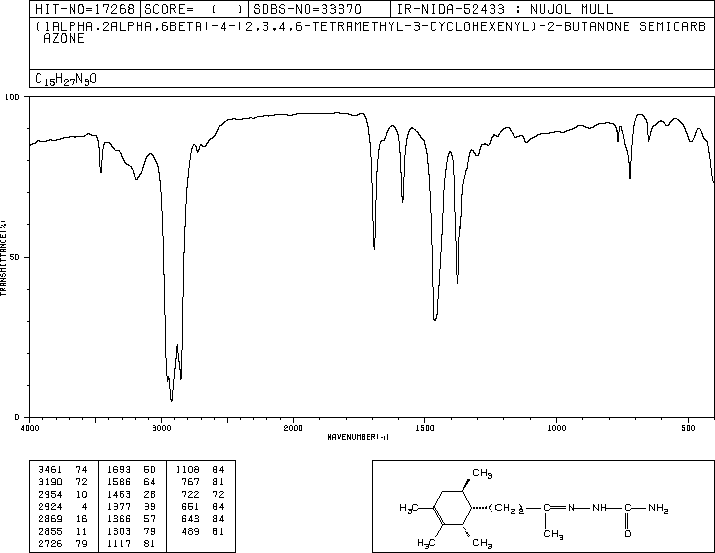 HIT-NO=17268 SCORE= ( ) SDBS-NO=33370 IR-NIDA-52433 : NUJOL MULL
(1ALPHA,2ALPHA,6BETA)-4-(2,3,4,6-TETRAMETHYL-3-CYCLOHEXENYL)-2-BUTANONE SEMICARB
AZONE
C15H27N3O
100
50
0
TRANSMITTANCE(%)
4000 3000 2000 1500 1000 500
WAVENUMBER(-1)
3461 74 1693 50 1108 84
3190 72 1586 64 767 81
2954 10 1463 28 722 72
2924 4 1377 39 651 84
2869 16 1366 57 643 84
2855 11 1303 79 489 81
2726 79 1117 81
CH3
H3C (CH2)2 C N NH C NH2
H3C CH3 CH3 O